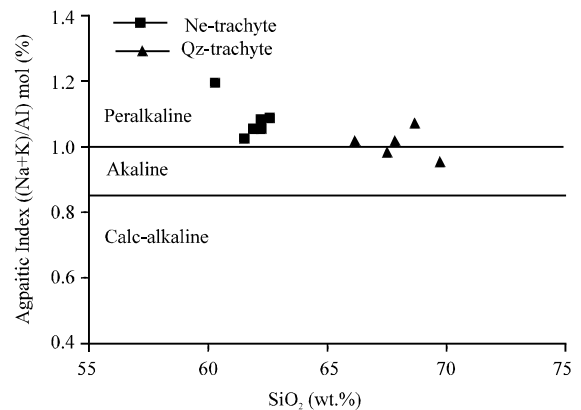 Ne-trachyte
Qz-trachyte
Agpaitic Index ((Na+K)/AI) mol (%)
1.4
1.2
1.0
0.8
0.6
0.4
Peralkaline
Akaline
Calc-alkaline
55
60
65
70
75
SiO₂ (wt.%)